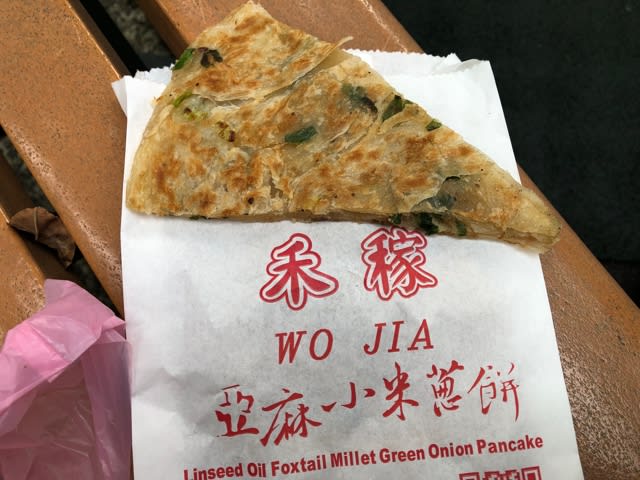 禾稼
WO JIA
亞麻小米蔥餅
Linseed Oil Foxtail Millet Green Onion Pancake